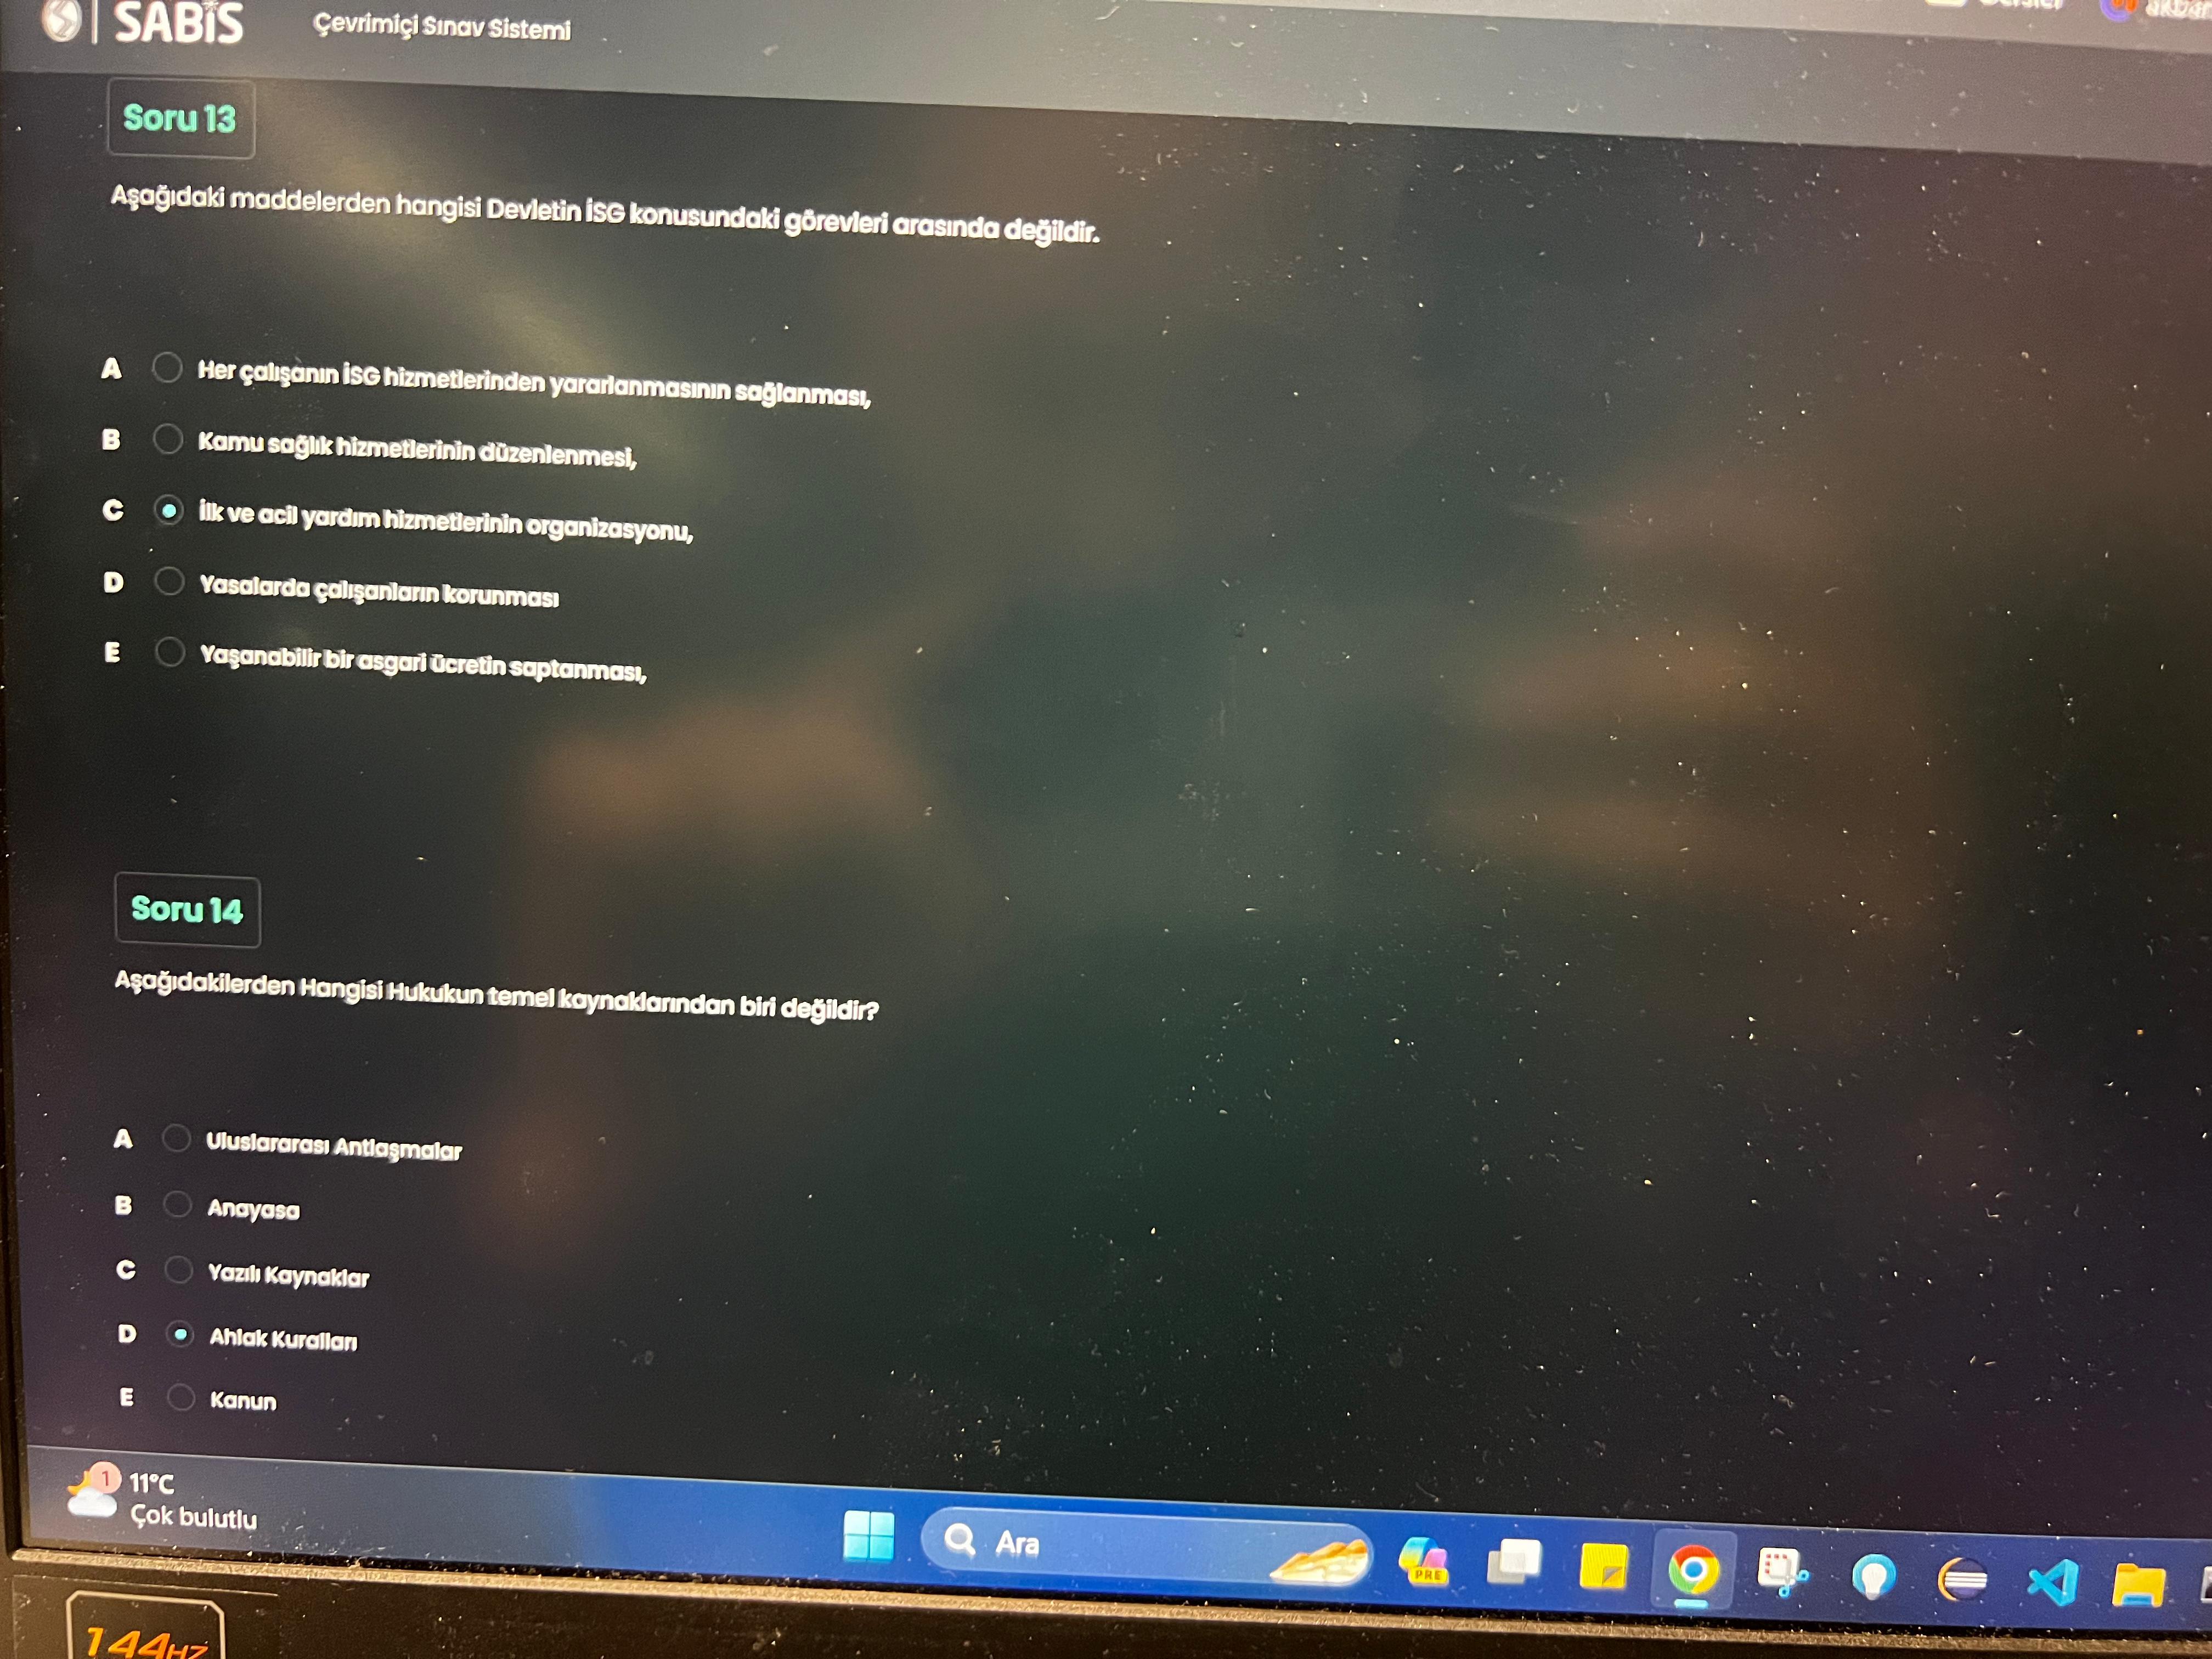 SABİS
Çevrimiçi Sınav Sistemi
Soru 13
Aşağıdaki maddelerden hangisi Devletin İSG konusundaki görevleri arasında değildir.
A Her çalışanın İSG hizmetlerinden yararlanmasının sağlanması,
B Kamu sağlık hizmetlerinin düzenlenmesi,
C İlk ve acil yardım hizmetlerinin organizasyonu,
D Yasalarda çalışanların korunması
E Yaşanabilir bir asgari ücretin saptanması,
Soru 14
Aşağıdakilerden Hangisi Hukukun temel kaynaklarından biri değildir?
A Uluslararası Antlaşmalar
B Anayasa
C Yazılı Kaynaklar
D Ahlak Kuralları
E Kanun
1
11°C
Çok bulutlu
Ara
PRE
144HZ